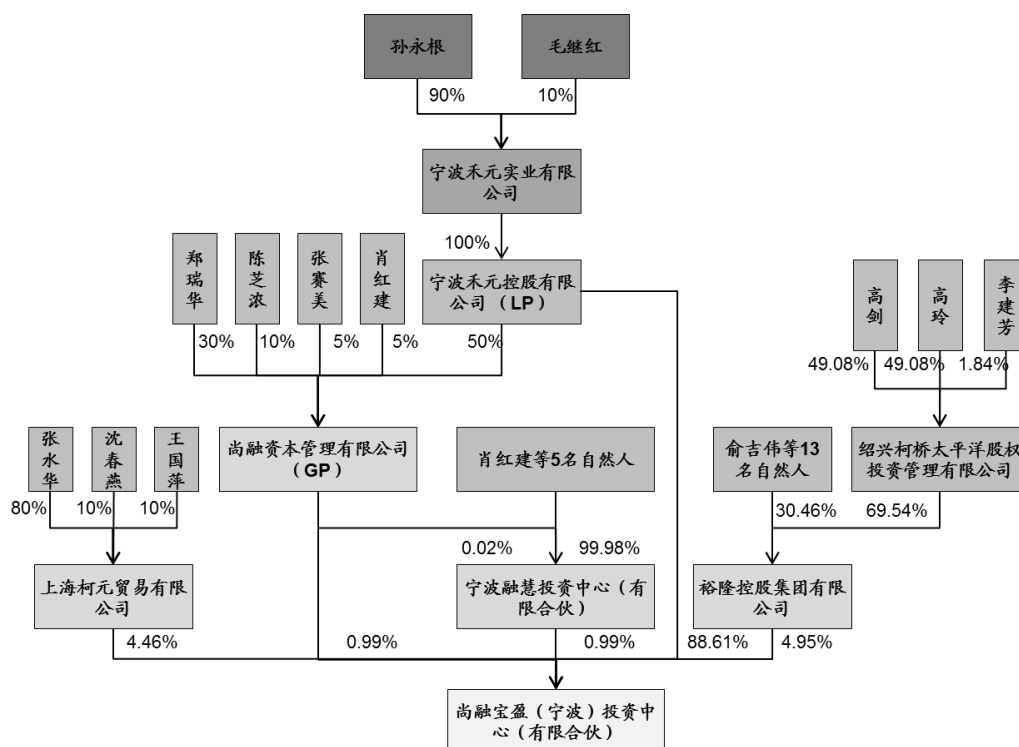 孙永根
毛继红
90%
10%
宁波禾元实业有限
公司
100%
郑瑞华
陈芝浓
张赛美
肖红建
宁波禾元控股有限
公司（LP）
高剑
高玲
李建芳
30%
10%
5%
5%
50%
49.08%
49.08%
1.84%
张水华
沈春燕
王国萍
尚融资本管理有限公司
（GP）
肖红建等5名自然人
俞吉伟等13
名自然人
绍兴柯桥太平洋股权
投资管理有限公司
80%
10%
10%
30.46%
69.54%
0.02%
99.98%
上海柯元贸易有限
公司
宁波融慧投资中心（有
限合伙）
裕隆控股集团有限
公司
4.46%
0.99%
0.99%
88.61%
4.95%
尚融宝盈（宁波）投资中
心（有限合伙）